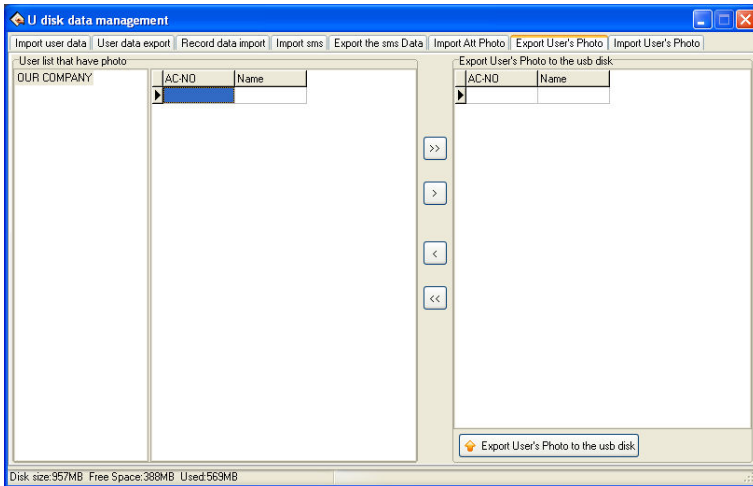 U disk data management
Import user data User data export Record data import Import sms Export the sms Data Import Att Photo Export User's Photo Import User's Photo
User list that have photo
OUR COMPANY
AC-NO Name
>>
>
<
<<
Export User's Photo to the usb disk
AC-NO Name
Export User's Photo to the usb disk
Disk size:957MB Free Space:388MB Used:569MB